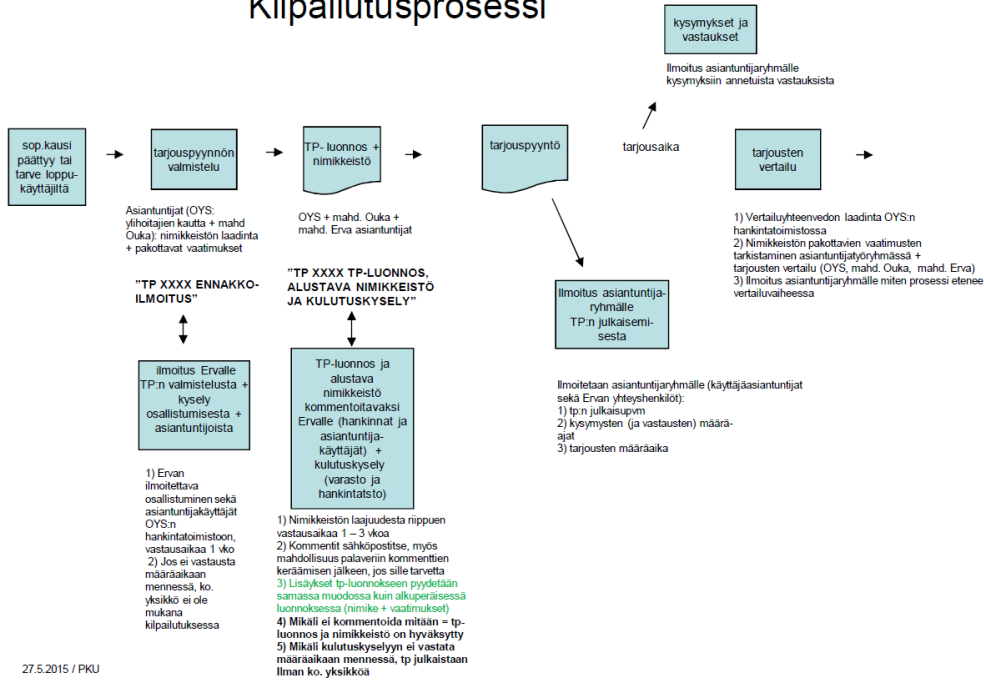 Kilpailutusprosessi
kysymykset ja
vastaukset
Ilmoitus asiantuntijaryhmälle
kysymyksiin annetuista vastauksista
sop.kausi
päättyy tai
tarve loppu-
käyttäjiltä
tarjouspyynnön
valmistelu
TP- luonnos +
nimikkeistö
tarjouspyyntö
tarjousaika
tarjousten
vertailu
Asiantuntijat (OYS:
ylihoitajien kautta + mahd
Ouka): nimikkeistön laadinta
+ pakottavat vaatimukset
OYS + mahd. Ouka +
mahd. Erva asiantuntijat
1) Vertailuyhteenvedon laadinta OYS:n
hankintatoimistossa
2) Nimikkeistön pakottavien vaatimusten
tarkistaminen asiantuntijatyöryhmässä +
tarjousten vertailu (OYS, mahd. Ouka, mahd. Erva)
3) Ilmoitus asiantuntijaryhmälle miten prosessi etenee
vertailuvaiheessa
"TP XXXX ENNAKKO-
ILMOITUS"
"TP XXXX TP-LUONNOS,
ALUSTAVA NIMIKKEISTÖ
JA KULUTUSKYSELY"
Ilmoitus asiantuntija-
ryhmälle
TP:n julkaisemi-
sesta
ilmoitus Ervalle
TP:n valmistelusta +
kysely
osallistumisesta +
asiantuntijoista
TP-luonnos ja
alustava
nimikkeistö
kommentoitavaksi
Ervalle (hankinnat ja
asiantuntija-
käyttäjät) +
kulutuskysely
(varasto ja
hankintatsto)
Ilmoitetaan asiantuntijaryhmälle (käyttäjäasiantuntijat
sekä Ervan yhteyshenkilöt):
1) tp:n julkaisupvm
2) kysymysten (ja vastausten) määrä-
ajat
3) tarjousten määräaika
1) Ervan
ilmoitettava
osallistuminen sekä
asiantuntijakäyttäjät
OYS:n
hankintatoimistoon,
vastausaikaa 1 vko
2) Jos ei vastausta
määräaikaan
mennessä, ko.
yksikkö ei ole
mukana
kilpailutuksessa
1) Nimikkeistön laajuudesta riippuen
vastausaikaa 1 – 3 vkoa
2) Kommentit sähköpostitse, myös
mahdollisuus palaveriin kommenttien
keräämisen jälkeen, jos sille tarvetta
3) Lisäykset tp-luonnokseen pyydetään
samassa muodossa kuin alkuperäisessä
luonnoksessa (nimike + vaatimukset)
4) Mikäli ei kommentoida mitään = tp-
luonnos ja nimikkeistö on hyväksytty
5) Mikäli kulutuskyselyyn ei vastata
määräaikaan mennessä, tp julkaistaan
Ilman ko. yksikköä
27.5.2015 / PKU